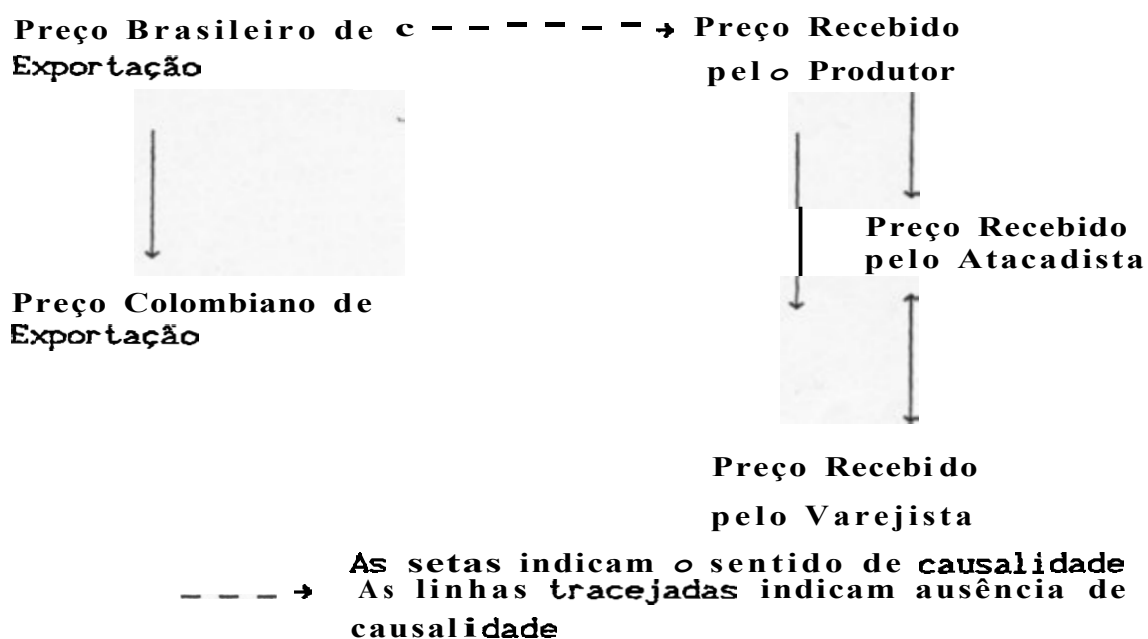 Preço Brasileiro de
Exportação
Preço Recebido
pelo Produtor
Preço Recebido
pelo Atacadista
Preço Colombiano de
Exportação
Preço Recebido
pelo Varejista
As setas indicam o sentido de causalidade
As linhas tracejadas indicam ausência de
causalidade